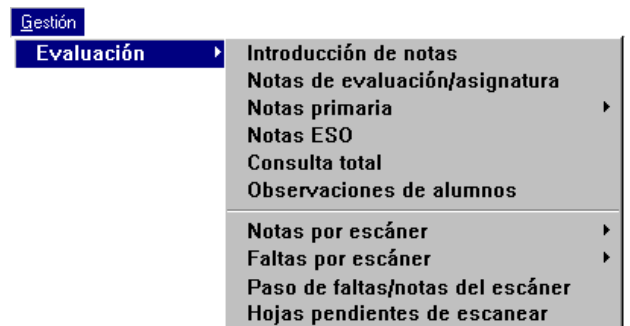 Gestión
Evaluación
Introducción de notas
Notas de evaluación/asignatura
Notas primaria
Notas ESO
Consulta total
Observaciones de alumnos
Notas por escáner
Faltas por escáner
Paso de faltas/notas del escáner
Hojas pendientes de escanear